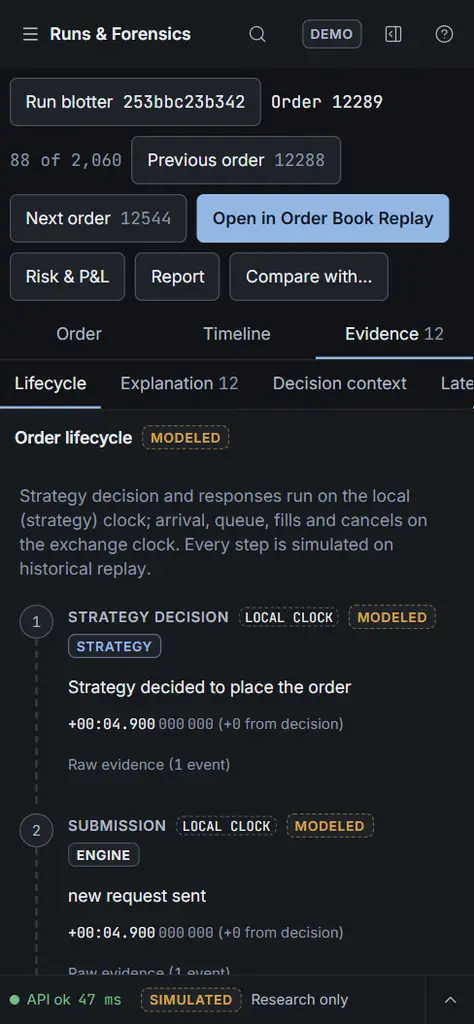 Runs & Forensics
DEMO
Run blotter 253bbc23b342 Order 12289
88 of 2,060 Previous order 12288
Next order 12544 Open in Order Book Replay
Risk & P&L Report Compare with...
Order Timeline Evidence 12
Lifecycle Explanation 12 Decision context Late
Order lifecycle MODELED
Strategy decision and responses run on the local
(strategy) clock; arrival, queue, fills and cancels on
the exchange clock. Every step is simulated on
historical replay.
1 STRATEGY DECISION LOCAL CLOCK MODELED
STRATEGY
Strategy decided to place the order
+00:04.900 000 000 (+0 from decision)
Raw evidence (1 event)
2 SUBMISSION LOCAL CLOCK MODELED
ENGINE
new request sent
+00:04.900 000 000 (+0 from decision)
Raw evidence (1 event)
API ok 47 ms SIMULATED Research only